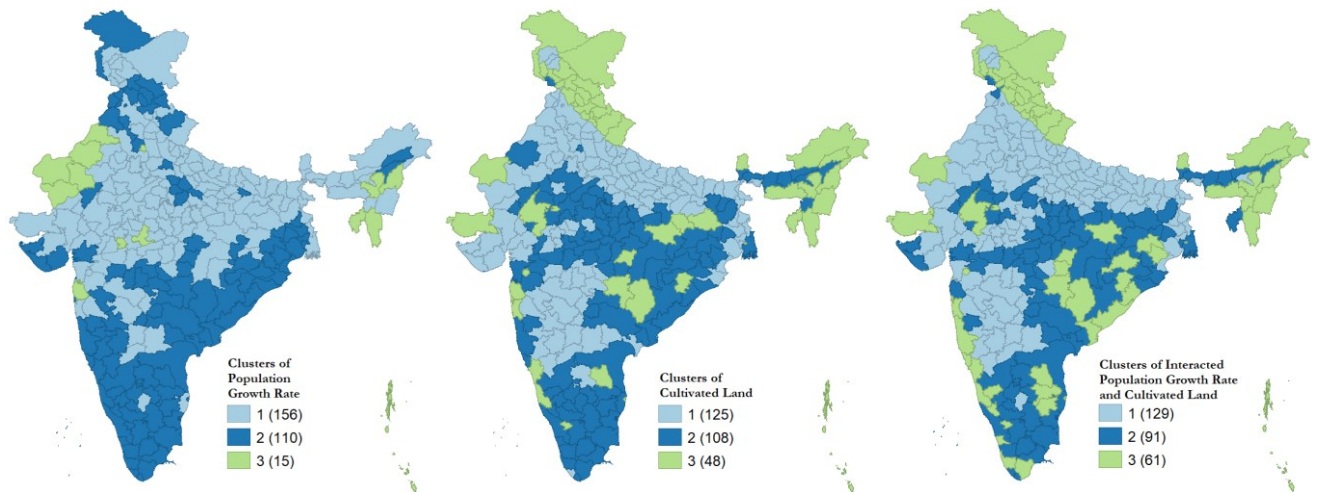 Clusters of
Population
Growth Rate
1 (156)
2 (110)
3 (15)
Clusters of
Cultivated Land
1 (125)
2 (108)
3 (48)
Clusters of Interacted
Population Growth Rate
and Cultivated Land
1 (129)
2 (91)
3 (61)